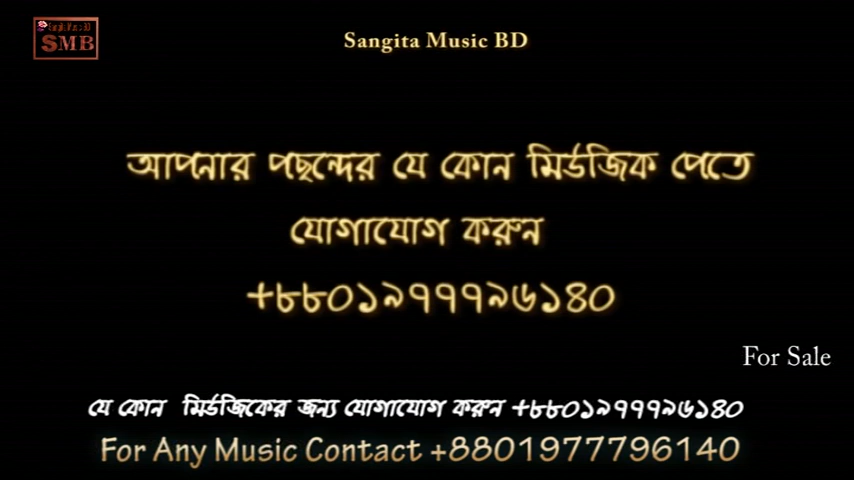 SMB
Sangita Music BD
আপনার পছন্দের যে কোন মিউজিক পেতে
যোগাযোগ করুন
+৮৮০১৯৭৭৭৯৬১৪০
For Sale
যে কোন মিউজিকের জন্য যোগাযোগ করুন +৮৮০১৯৭৭৭৯৬১৪০
For Any Music Contact +8801977796140